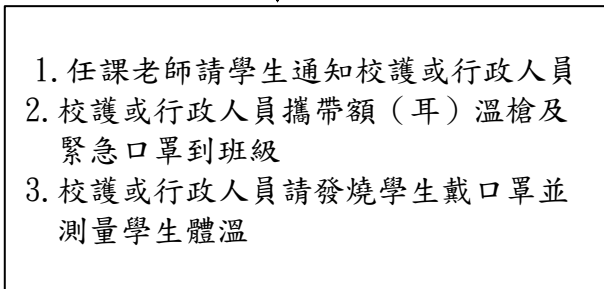 1.任課老師請學生通知校護或行政人員
2.校護或行政人員攜帶額（耳）溫槍及
緊急口罩到班級
3.校護或行政人員請發燒學生戴口罩並
測量學生體溫